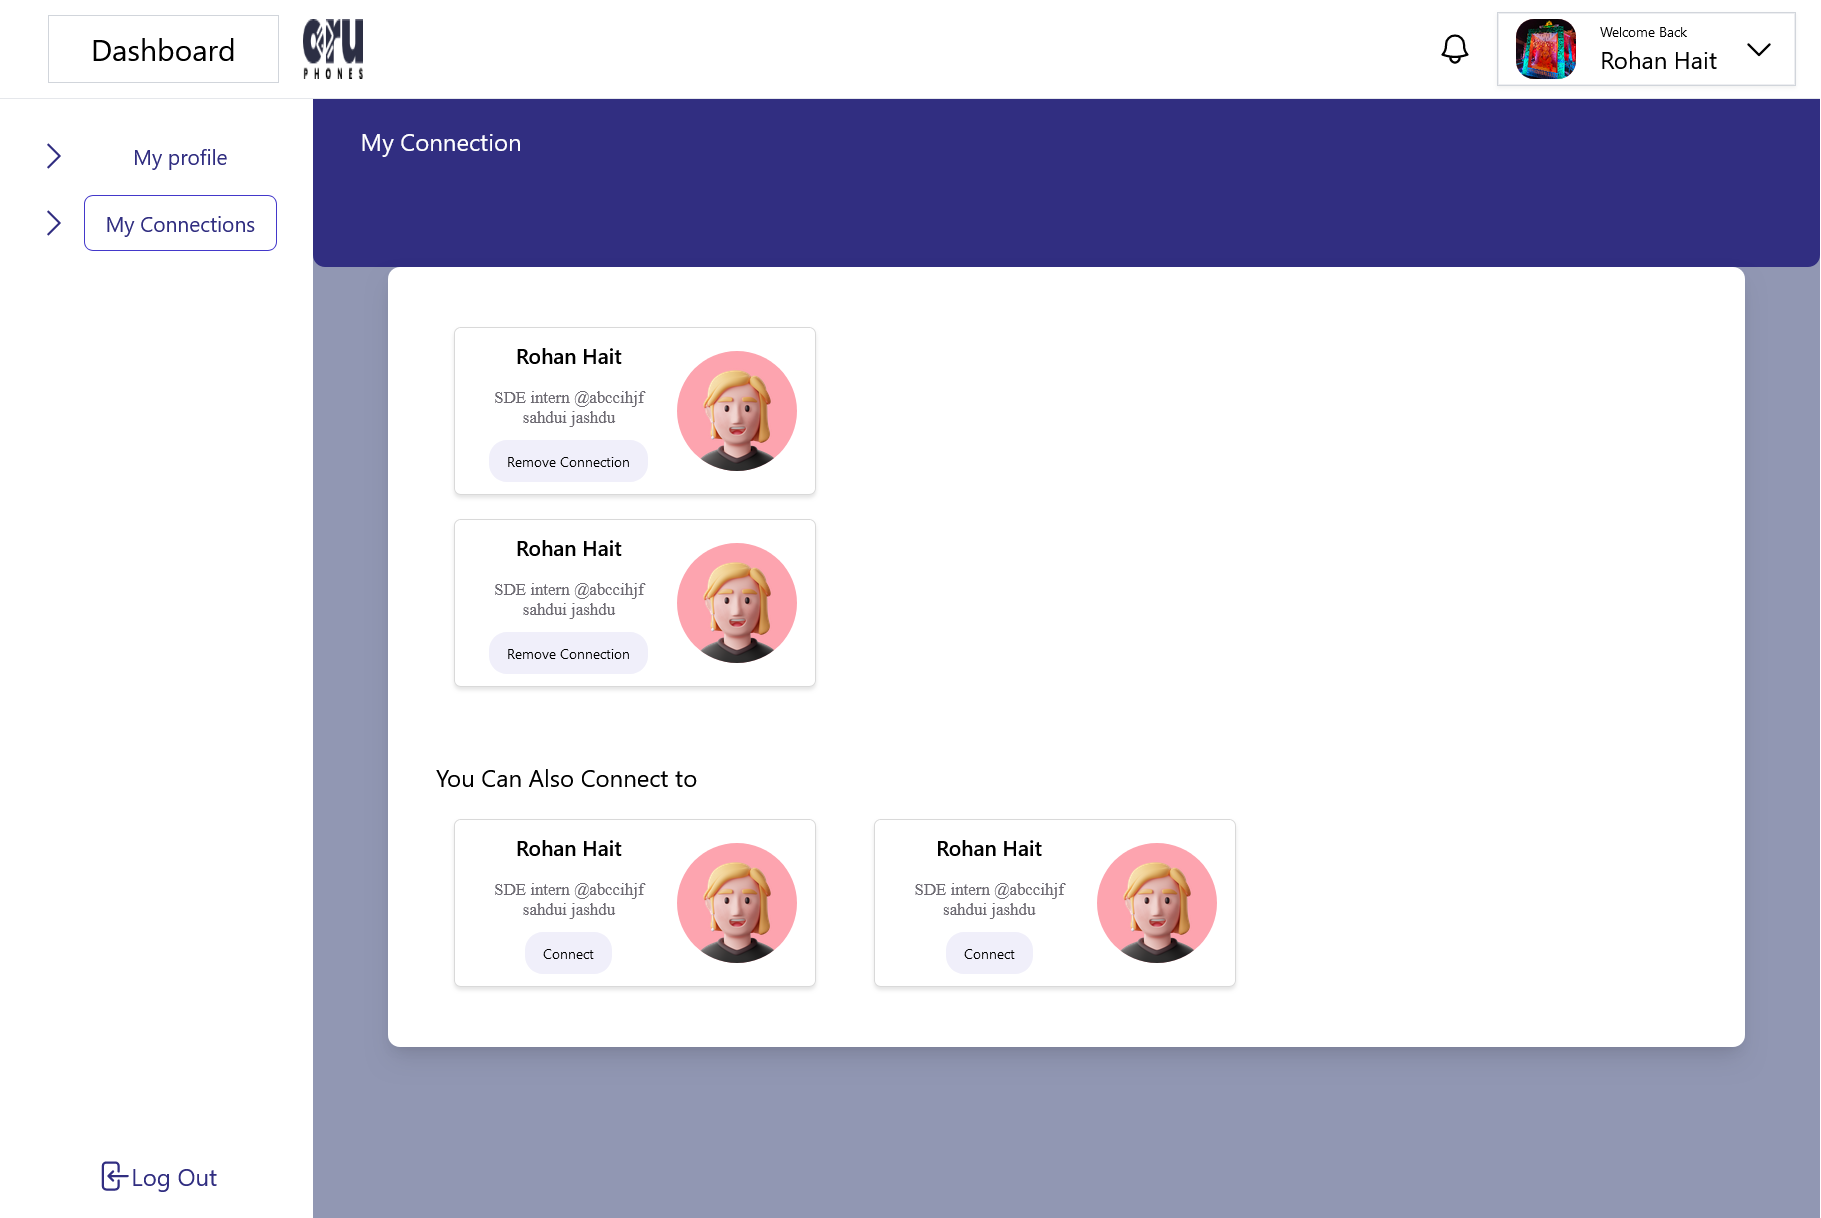 Dashboard
cru
PHONES
Welcome Back
Rohan Hait
My profile
My Connections
Log Out
My Connection
Rohan Hait
SDE intern @abccihjf
sahdui jashdu
Remove Connection
Rohan Hait
SDE intern @abccihjf
sahdui jashdu
Remove Connection
You Can Also Connect to
Rohan Hait
SDE intern @abccihjf
sahdui jashdu
Connect
Rohan Hait
SDE intern @abccihjf
sahdui jashdu
Connect